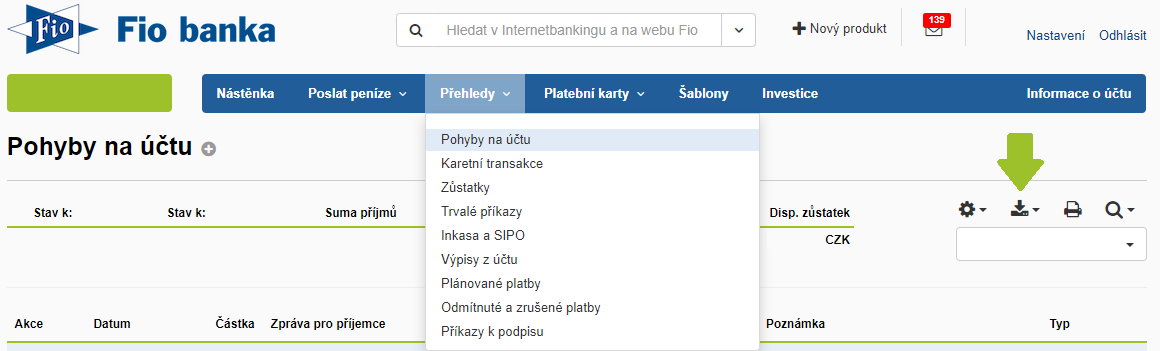 Fio Fio banka
Hledat v Internetbankingu a na webu Fio
Nový produkt
139
Nastavení Odhlásit
Nástěnka Poslat peníze Přehledy Platební karty Šablony Investice Informace o účtu
Pohyby na účtu
Pohyby na účtu
Karetní transakce
Zůstatky
Trvalé příkazy
Inkasa a SIPO
Výpisy z účtu
Plánované platby
Odmítnuté a zrušené platby
Příkazy k podpisu
Stav k: Stav k: Suma příjmů Disp. zůstatek
CZK
Akce Datum Částka Zpráva pro příjemce Poznámka Typ